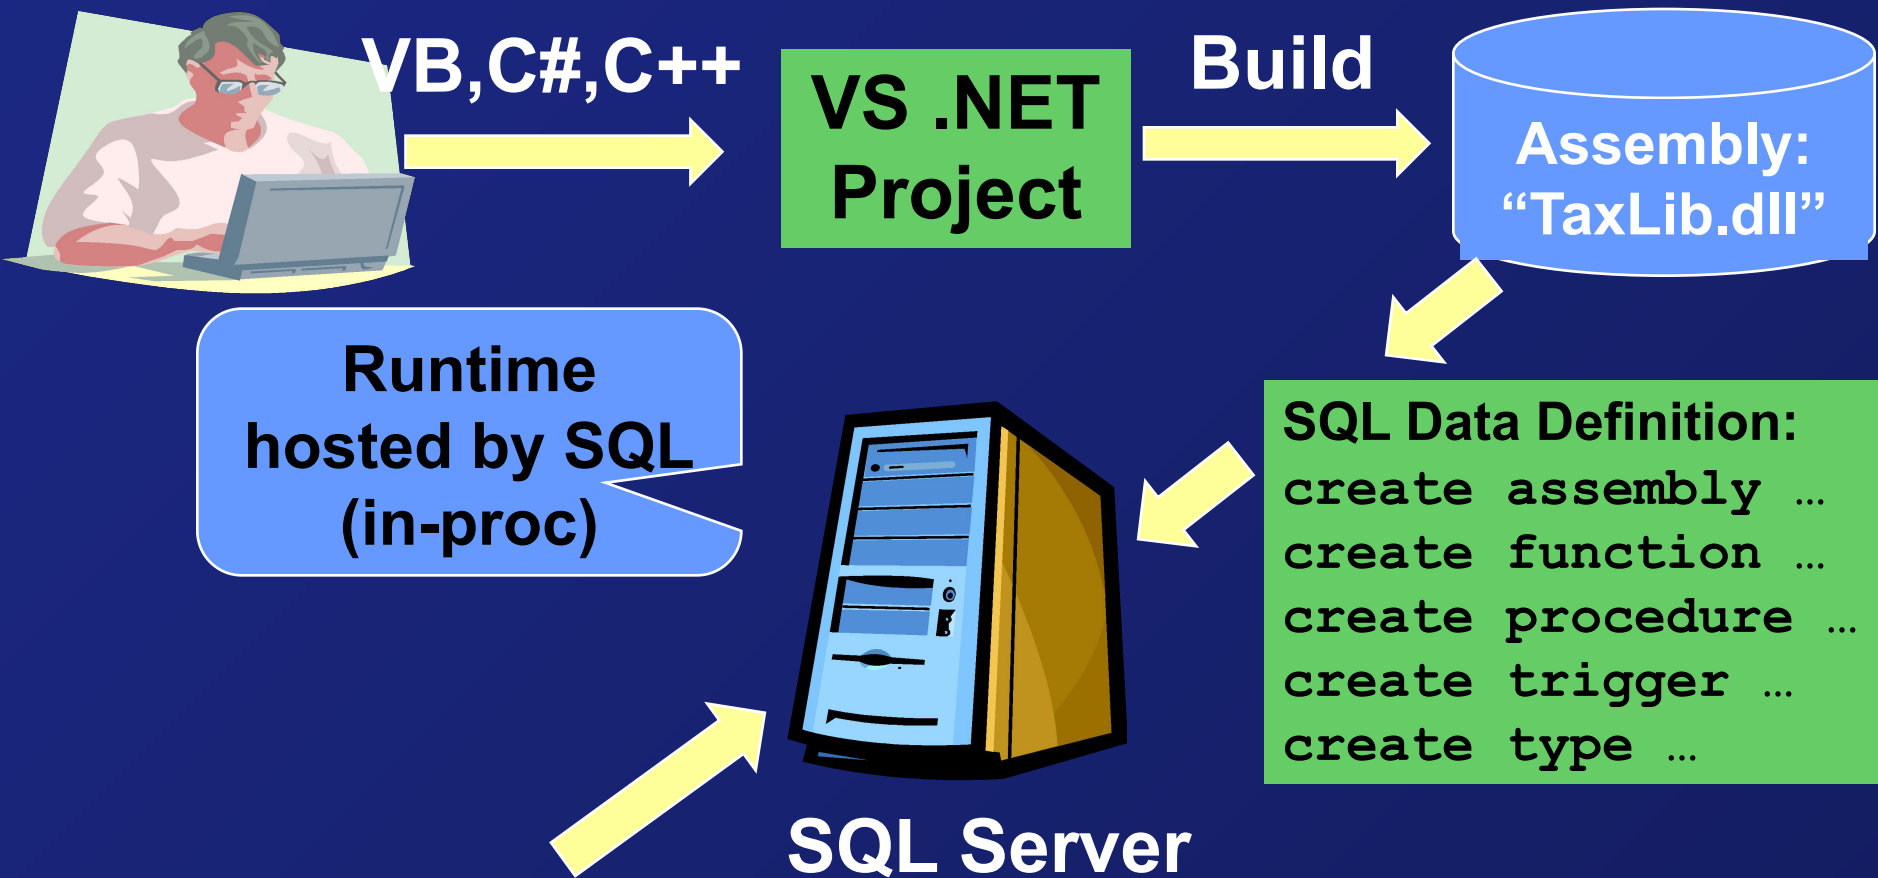 VB,C#,C++
VS .NET
Project
Build
Assembly:
“TaxLib.dll”
Runtime
hosted by SQL
(in-proc)
SQL Data Definition:
create assembly …
create function …
create procedure …
create trigger …
create type …
SQL Server